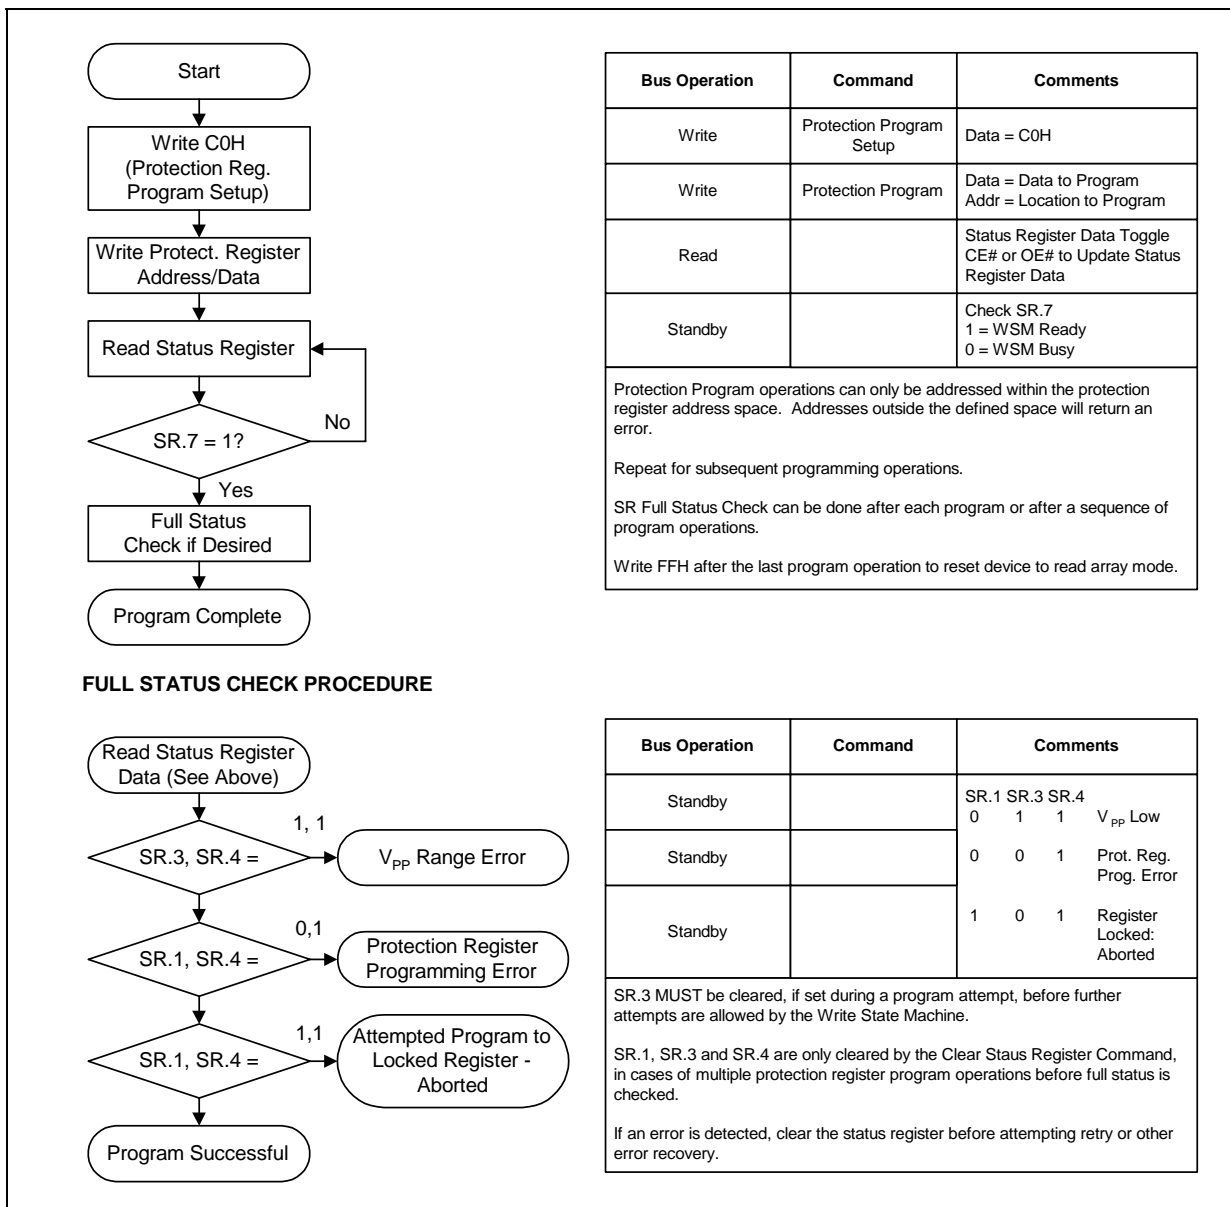 Start
Write C0H
(Protection Reg.
Program Setup)
Write Protect. Register
Address/Data
Read Status Register
No
SR.7 = 1?
Yes
Full Status
Check if Desired
Program Complete
Bus Operation Command Comments
Write Protection Program
Setup Data = C0H
Write Protection Program Data = Data to Program
Addr = Location to Program
Read Status Register Data Toggle
CE# or OE# to Update Status
Register Data
Standby Check SR.7
1 = WSM Ready
0 = WSM Busy
Protection Program operations can only be addressed within the protection
register address space. Addresses outside the defined space will return an
error.
Repeat for subsequent programming operations.
SR Full Status Check can be done after each program or after a sequence of
program operations.
Write FFH after the last program operation to reset device to read array mode.
FULL STATUS CHECK PROCEDURE
Read Status Register
Data (See Above)
1, 1
SR.3, SR.4 =
VPP Range Error
0,1
SR.1, SR.4 =
Protection Register
Programming Error
1,1
SR.1, SR.4 =
Attempted Program to
Locked Register -
Aborted
Program Successful
Bus Operation Command Comments
Standby SR.1 SR.3 SR.4
0 1 1 VPP Low
Standby 0 0 1 Prot. Reg.
Prog. Error
Standby 1 0 1 Register
Locked:
Aborted
SR.3 MUST be cleared, if set during a program attempt, before further
attempts are allowed by the Write State Machine.
SR.1, SR.3 and SR.4 are only cleared by the Clear Staus Register Command,
in cases of multiple protection register program operations before full status is
checked.
If an error is detected, clear the status register before attempting retry or other
error recovery.